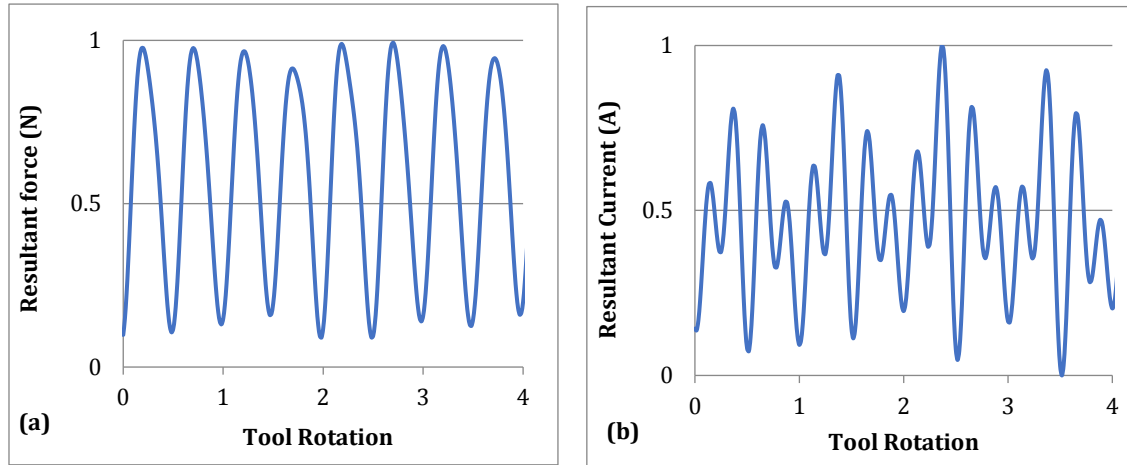 Resultant force (N)
1
0.5
0
0 1 2 3 4
(a)
Tool Rotation
Resultant Current (A)
1
0.5
0
0 1 2 3 4
(b)
Tool Rotation